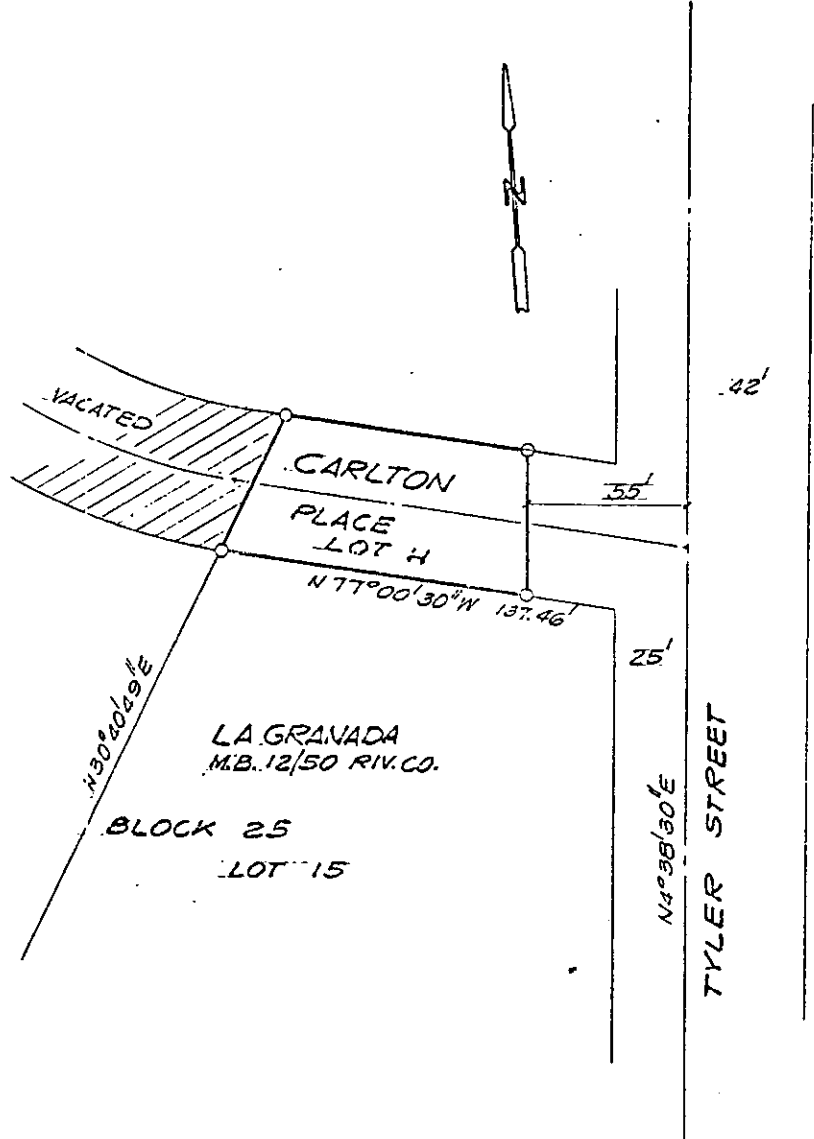 N
42'
VACATED
CARLTON
55'
PLACE
LOT H
N 77°00'30"W 137.46'
25'
N30°40'49"E
LA GRANADA
M.B. 12/50 RIV. CO.
BLOCK 25
LOT 15
N4°38'30"E
TYLER STREET